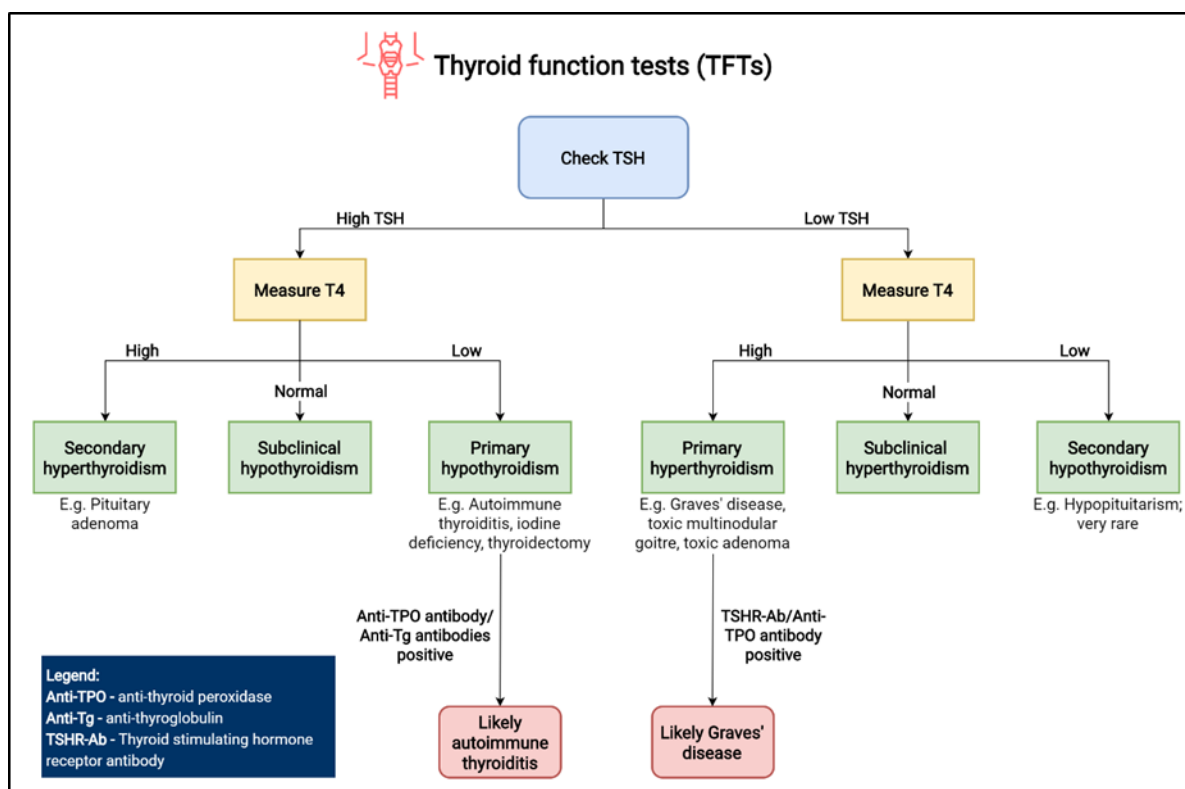 Thyroid function tests (TFTs)
Check TSH
High TSH
Low TSH
Measure T4
Measure T4
High
Low
High
Low
Normal
Normal
Secondary
hyperthyroidism
Subclinical
hypothyroidism
Primary
hypothyroidism
Primary
hyperthyroidism
Subclinical
hyperthyroidism
Secondary
hypothyroidism
E.g. Pituitary
adenoma
E.g. Autoimmune
thyroiditis, iodine
deficiency, thyroidectomy
E.g. Graves' disease,
toxic multinodular
goitre, toxic adenoma
E.g. Hypopituitarism;
very rare
Anti-TPO antibody/
Anti-Tg antibodies
positive
TSHR-Ab/Anti-
TPO antibody
positive
Legend:
Anti-TPO - anti-thyroid peroxidase
Anti-Tg - anti-thyroglobulin
TSHR-Ab - Thyroid stimulating hormone
receptor antibody
Likely
autoimmune
thyroiditis
Likely Graves'
disease